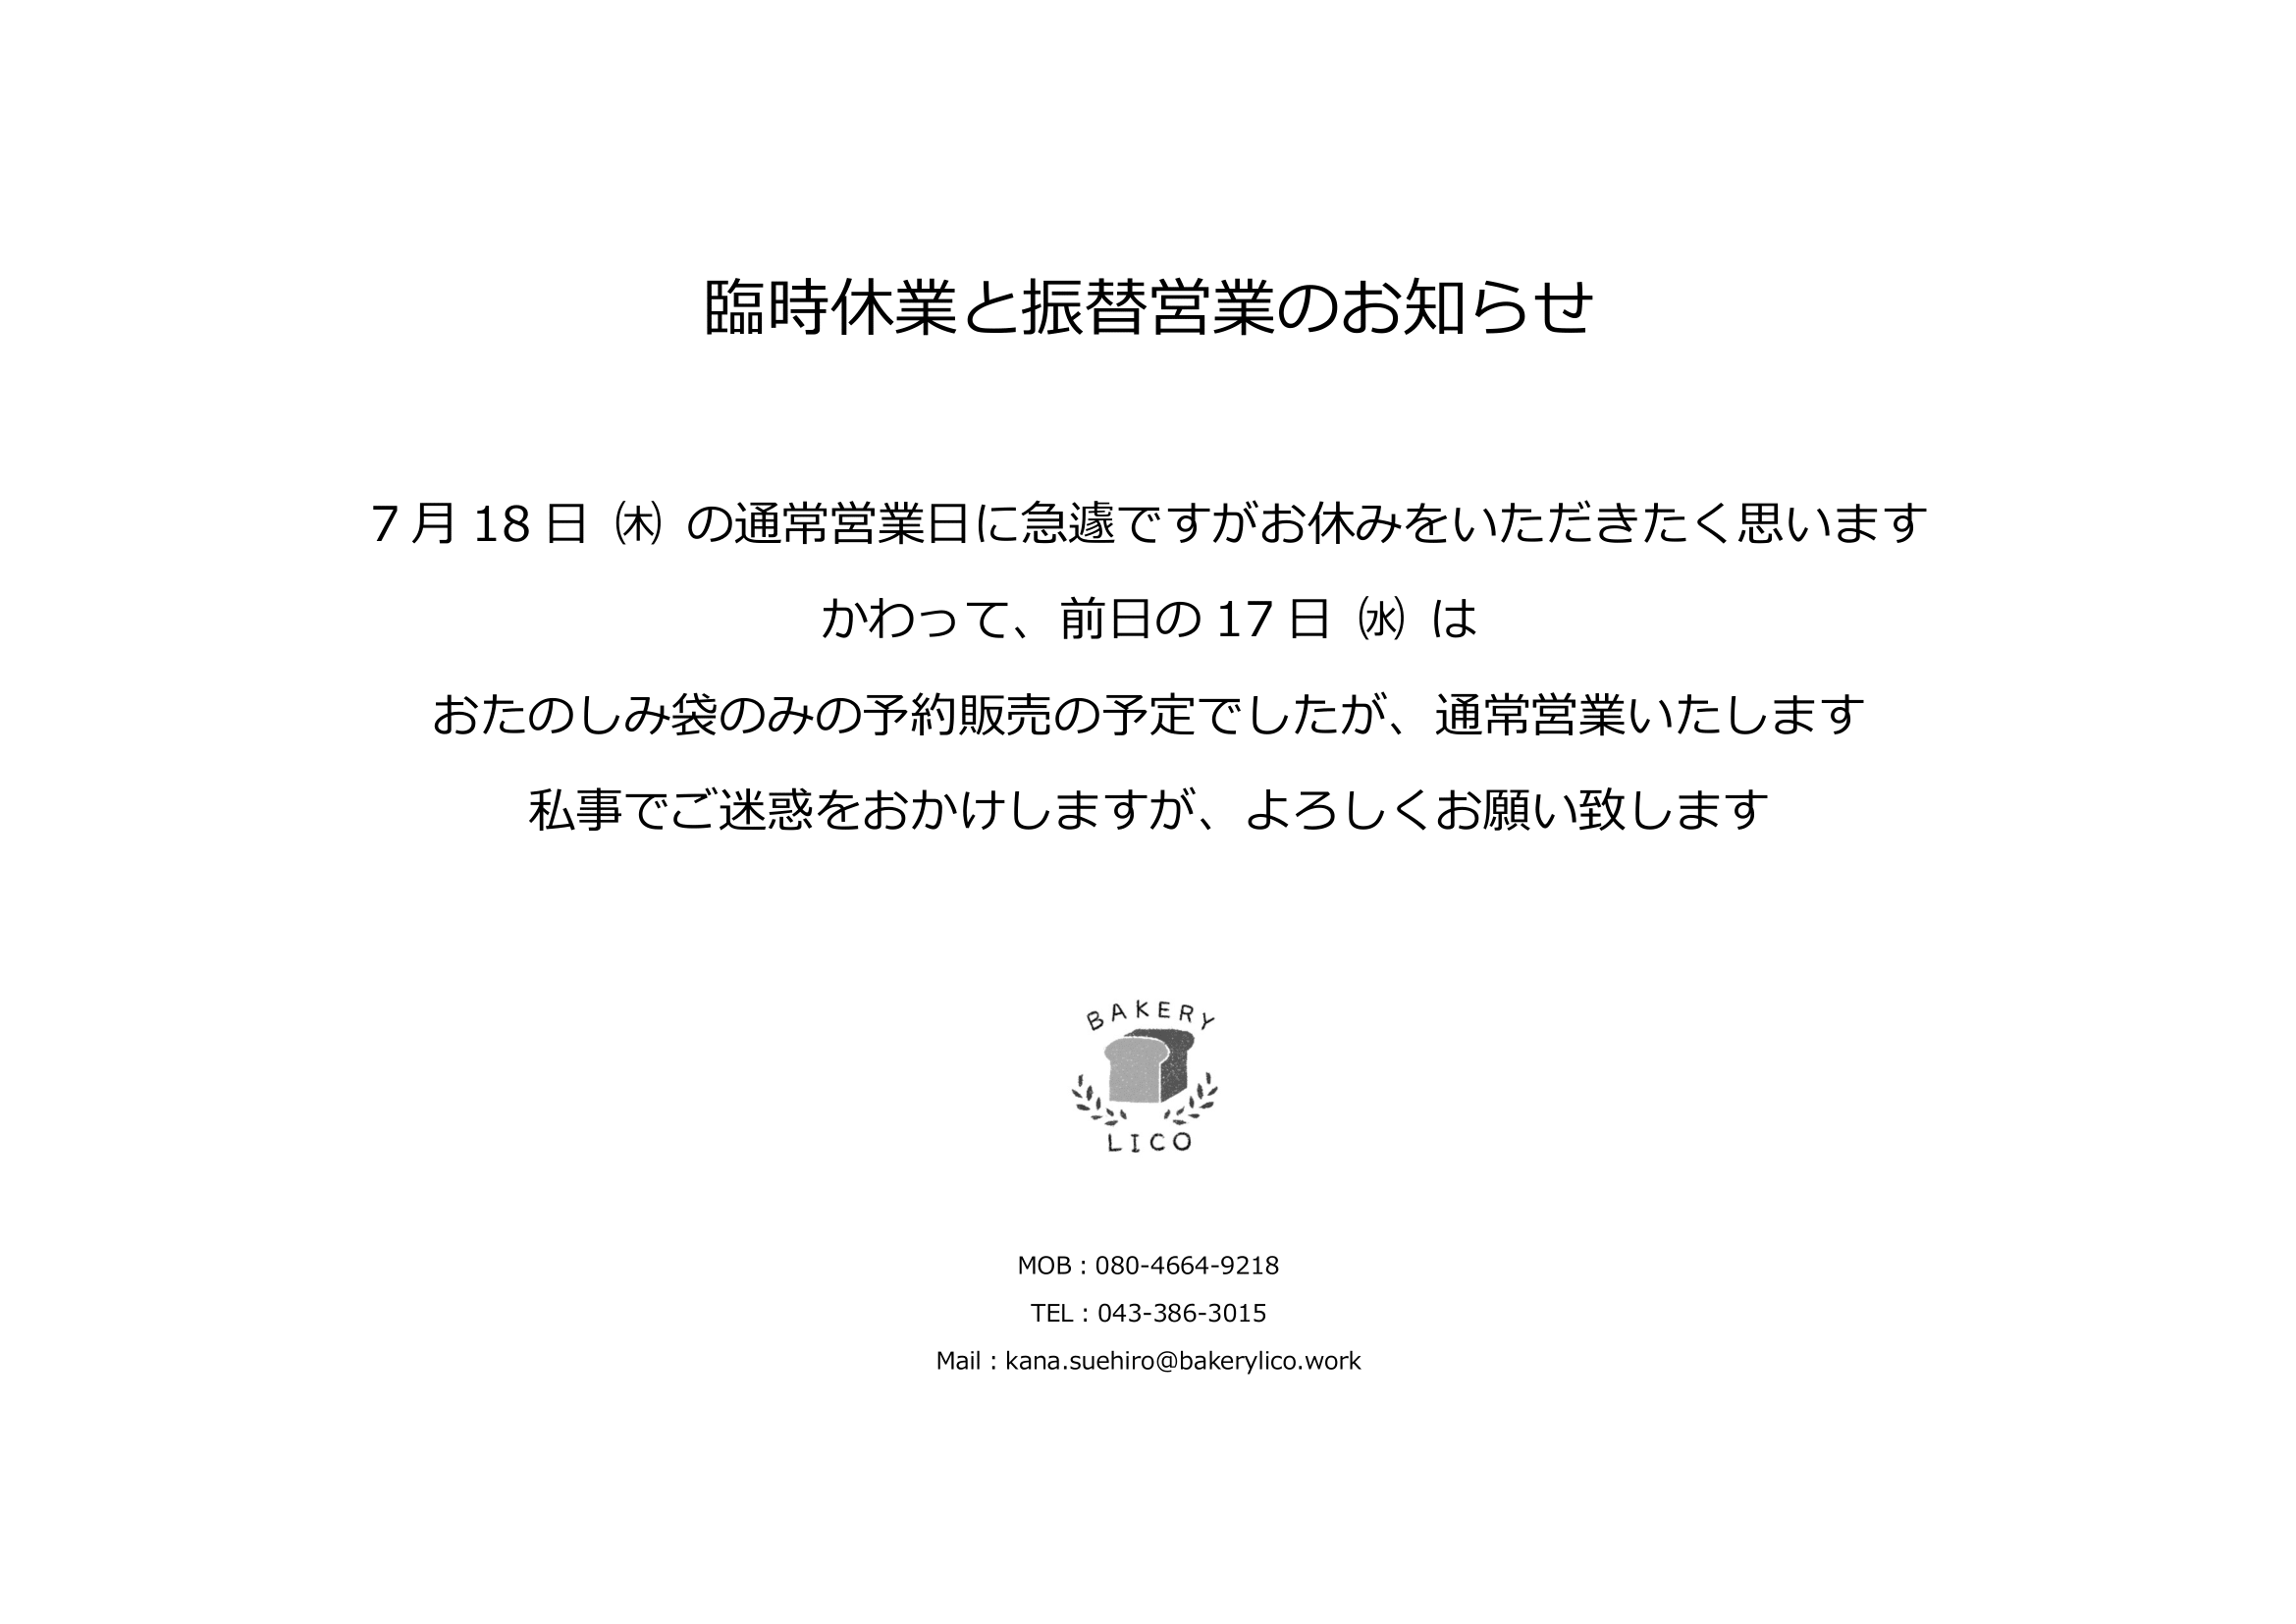 臨時休業と振替営業のお知らせ
7月18日㈭の通常営業日に急遽ですがお休みをいただきたく思います
かわって、前日の17日㈬は
おたのしみ袋のみの予約販売の予定でしたが、通常営業いたします
私事でご迷惑をおかけしますが、よろしくお願い致します
BAKERY
LICO
MOB：080-4664-9218
TEL：043-386-3015
Mail：kana.suehiro@bakerylico.work